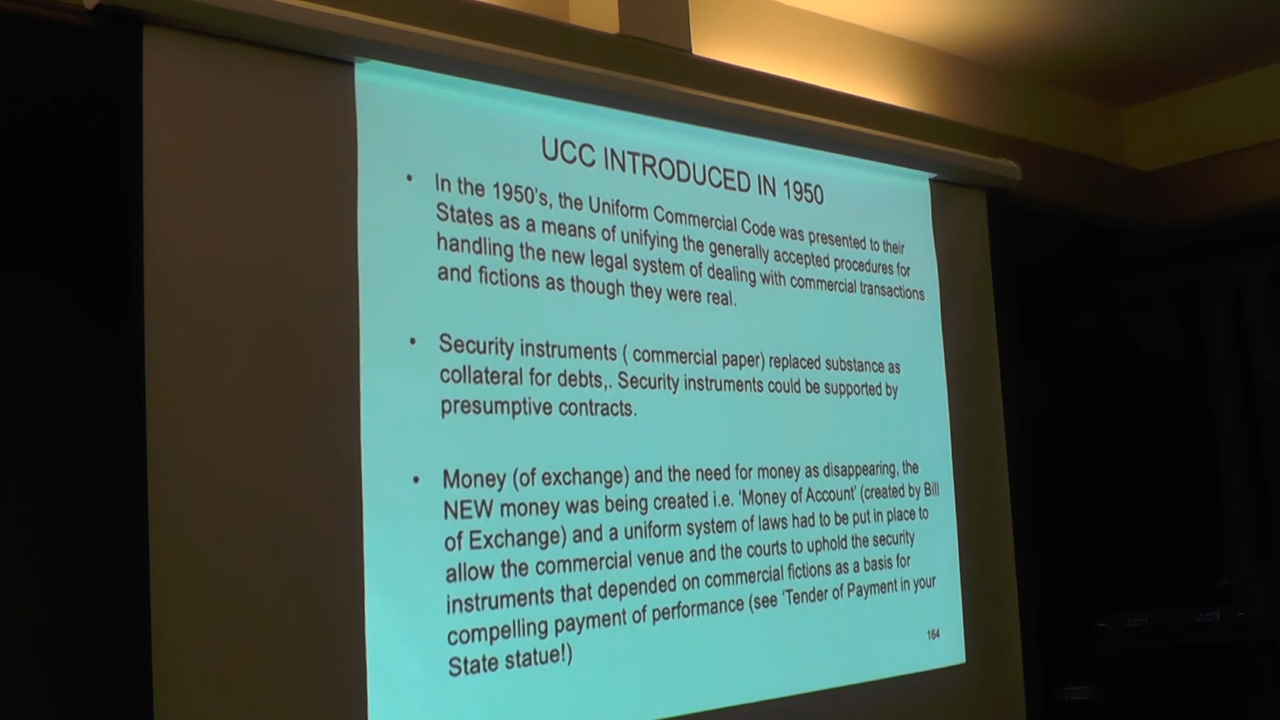 UCC INTRODUCED IN 1950
• In the 1950's, the Uniform Commercial Code was presented to their
States as a means of unifying the generally accepted procedures for
handling the new legal system of dealing with commercial transactions
and fictions as though they were real.
• Security instruments ( commercial paper) replaced substance as
collateral for debts,. Security instruments could be supported by
presumptive contracts.
• Money (of exchange) and the need for money as disappearing, the
NEW money was being created i.e. 'Money of Account' (created by Bill
of Exchange) and a uniform system of laws had to be put in place to
allow the commercial venue and the courts to uphold the security
instruments that depended on commercial fictions as a basis for
compelling payment of performance (see 'Tender of Payment in your
State statue!)
164